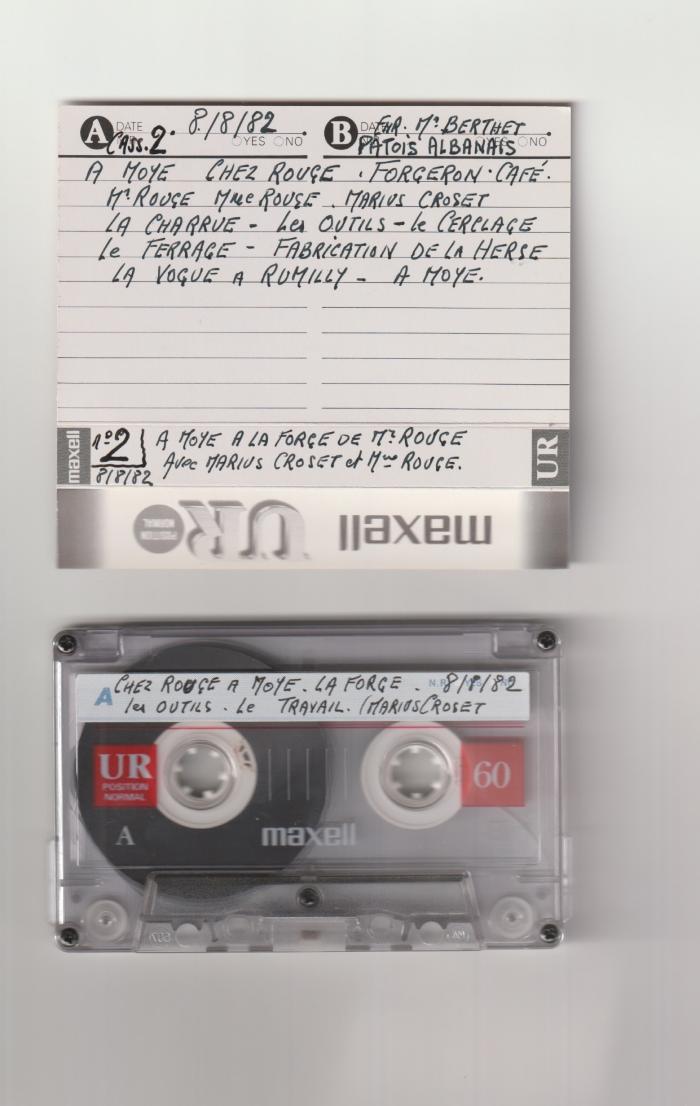 A DATE 8/8/82 B DATE ENR. Mr BERTHET
CASS. 2. YES NO PATOIS ALBANAIS YES NO
A MOYE CHEZ ROUGE . FORGERON . CAFÉ.
Mr ROUGE Mme ROUGE . MARIUS CROSET
LA CHARRUE - Les OUTILS - Le CERCLAGE
Le FERRAGE - FABRICATION DE LA HERSE
LA VOGUE A RUMILLY - A MOYE.
maxell
no 2
8/8/82
A MOYE A LA FORGE DE Mr ROUGE
Avec MARIUS CROSET et Mme ROUGE.
UR
maxell UR POSITION NORMAL
A CHEZ ROUGE A MOYE . LA FORGE . 8/8/82
les OUTILS . Le TRAVAIL . (MARIUS CROSET
UR
POSITION
NORMAL
60
A
maxell